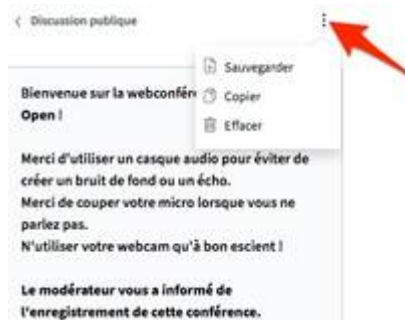 Discussion publique
Sauvegarder
Copier
Effacer
Bienvenue sur la webconfére
Open !
Merci d'utiliser un casque audio pour éviter de
créer un bruit de fond ou un écho.
Merci de couper votre micro lorsque vous ne
parlez pas.
N'utiliser votre webcam qu'à bon escient !
Le modérateur vous a informé de
l'enregistrement de cette conférence.